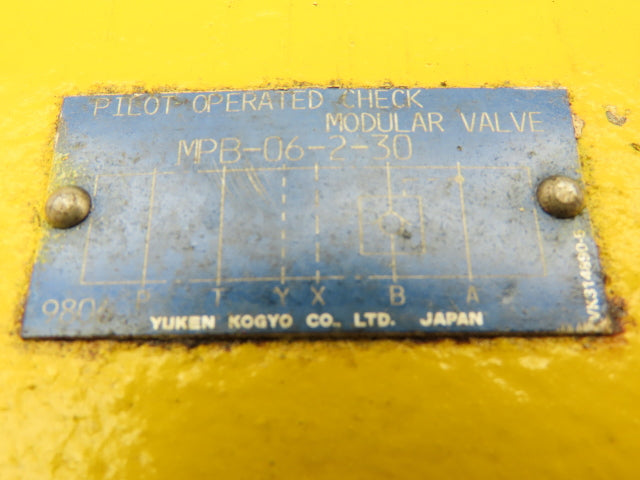 PILOT OPERATED CHECK
MODULAR VALVE
MPB-06-2-30
P T Y X B A
9804
YUKEN KOGYO CO., LTD. JAPAN